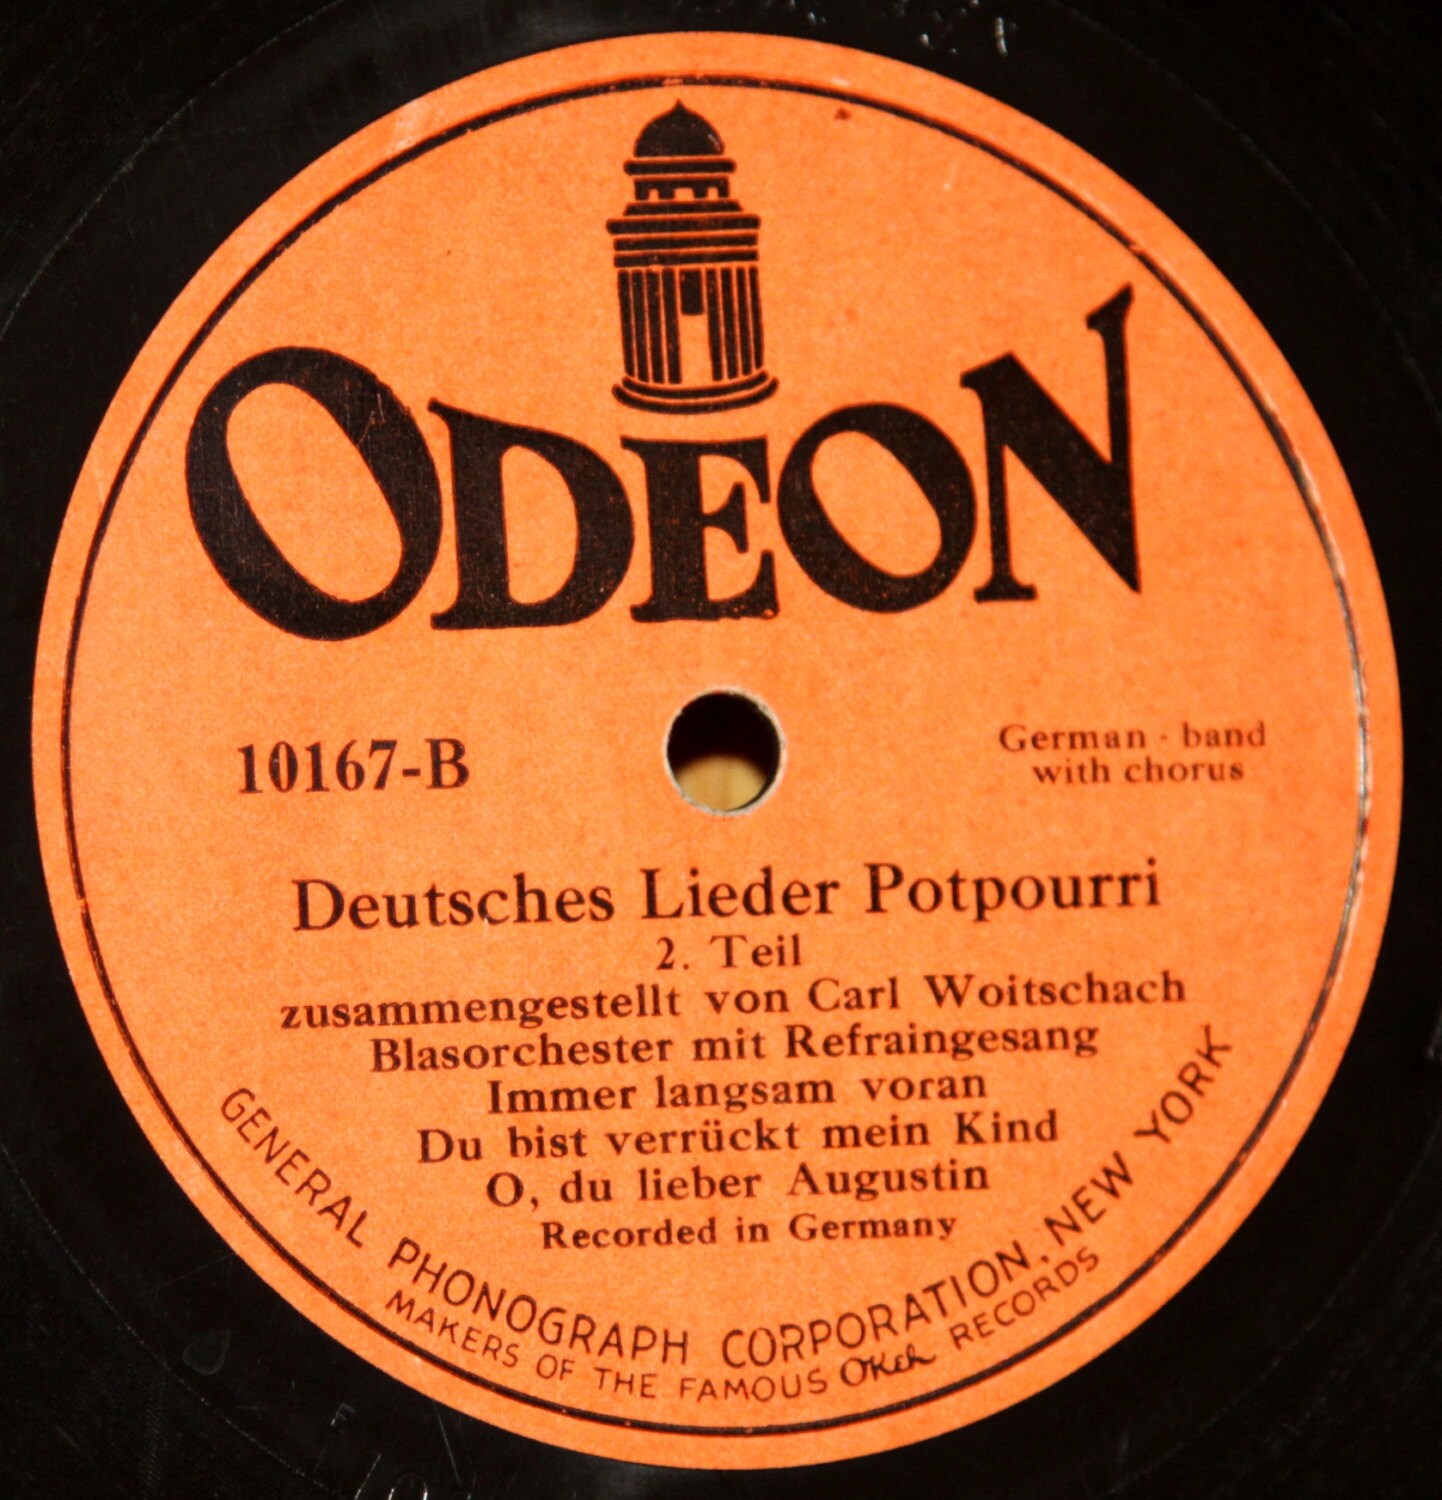 ODEON
10167-B
German - band
with chorus
Deutsches Lieder Potpourri
2. Teil
zusammengestellt von Carl Woitschach
Blasorchester mit Refraingesang
Immer langsam voran
Du bist verrückt mein Kind
O, du lieber Augustin
Recorded in Germany
GENERAL PHONOGRAPH CORPORATION. NEW YORK
MAKERS OF THE FAMOUS OKeh RECORDS